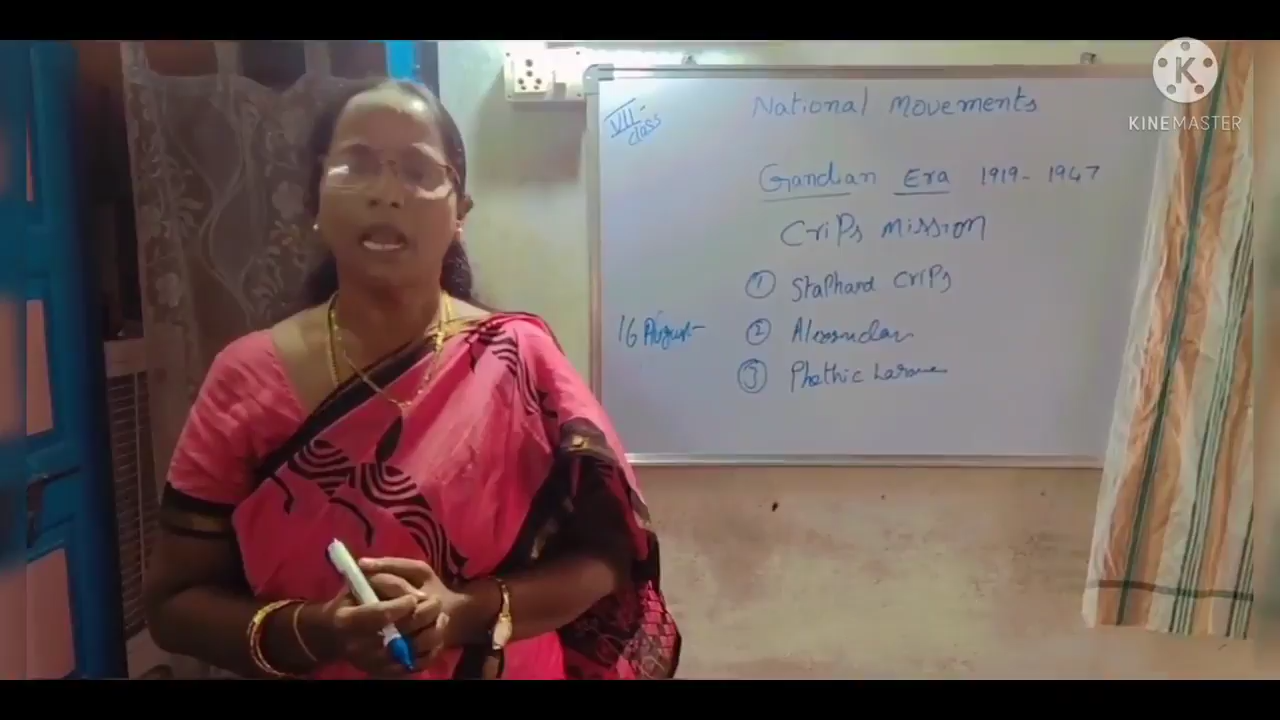 VII-
class
National Movements
Gandian Era 1919-1947
Crips mission
① Staphard Crips
16 August-
② Alexandar
③ Phethic Larance
K
KINEMASTER